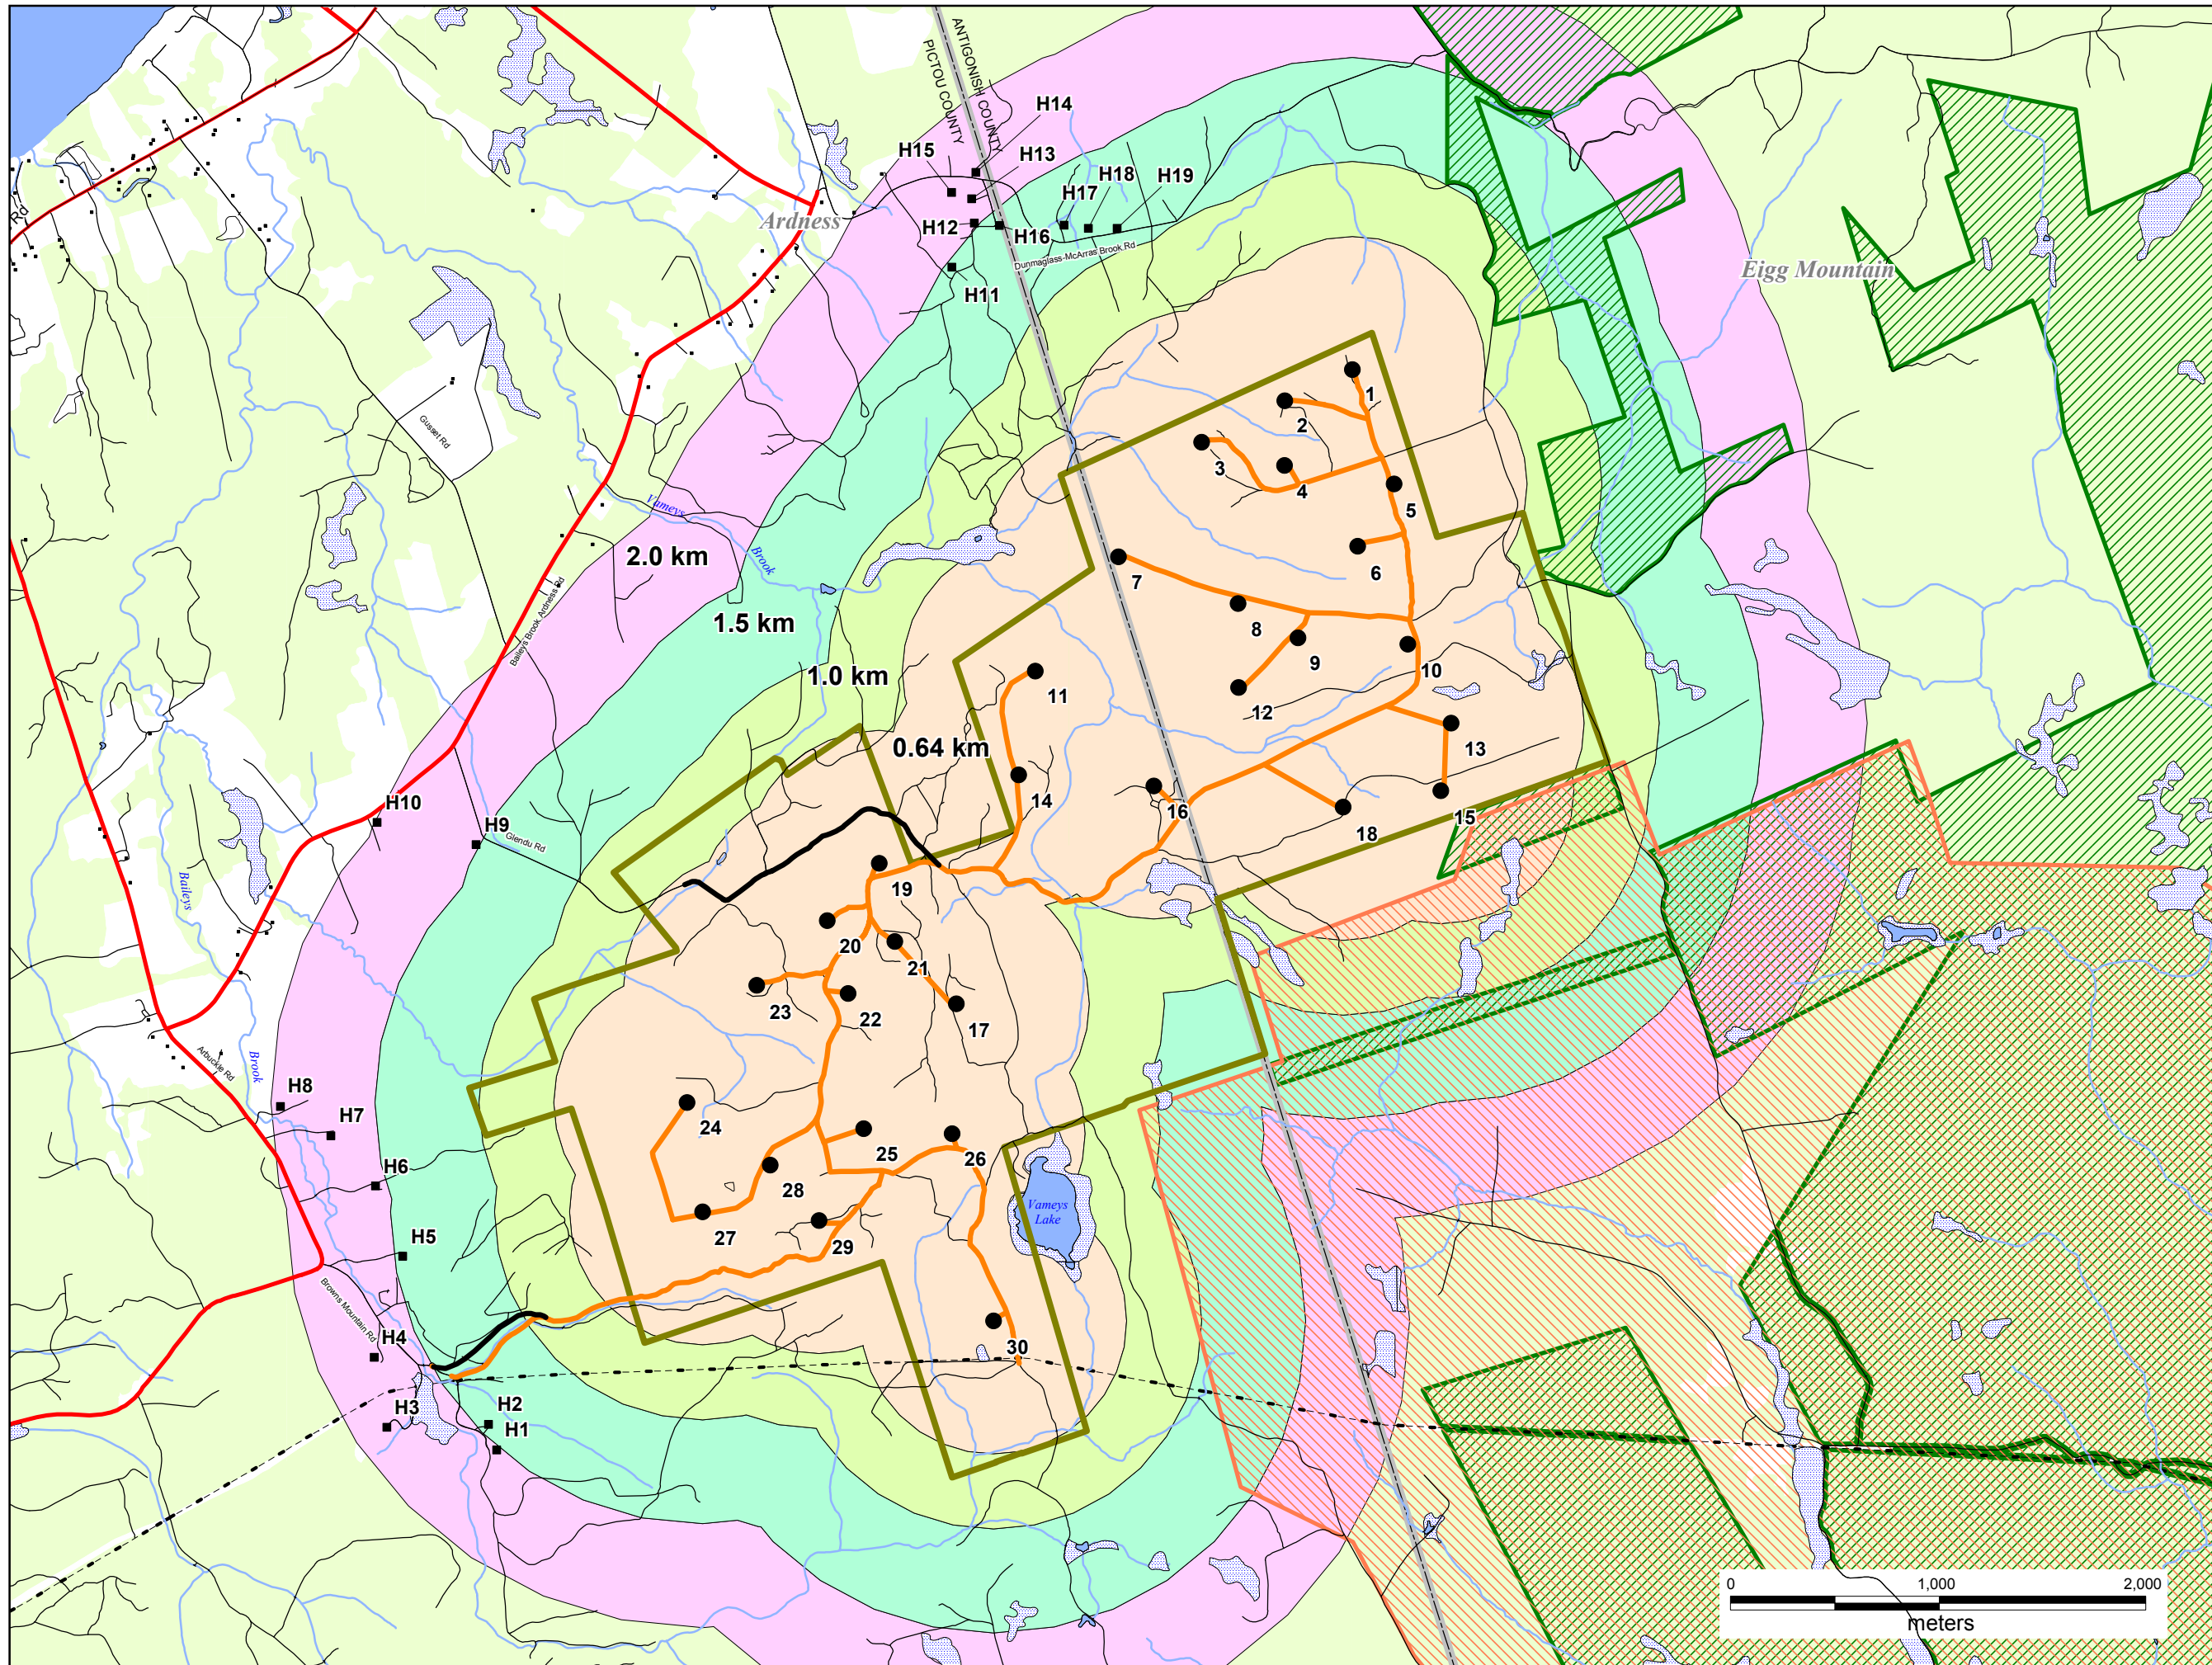 ANTIGONISH COUNTY
PICTOU COUNTY
H14
H15
H13
H18
H19
H17
Rd
Ardness
H12
H16
Dunmaglass-McArras Brook Rd
Eigg Mountain
H11
1
2
Gusset Rd
3
4
Vameys
5
2.0 km
Brook
6
7
Baileys Brook Ardness Rd
1.5 km
8
9
10
1.0 km
11
12
0.64 km
13
H10
14
16
H9
15
18
Glendu Rd
Baileys
19
20
21
23
22
17
Arbuckle Rd
Brook
H8
H7
24
25
26
H6
28
Vameys
Lake
27
H5
29
Browns Mountain Rd
H4
30
H3
H2
H1
0
1,000
2,000
meters